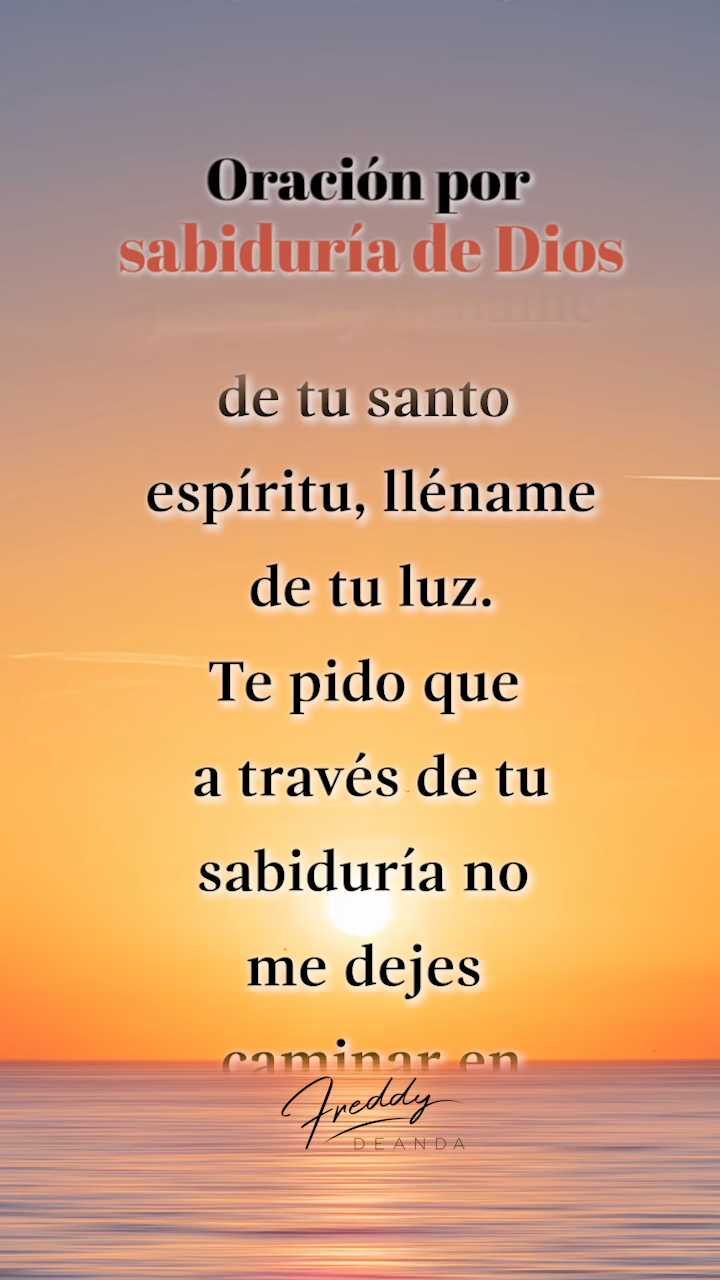 Oración por
sabiduría de Dios
de tu santo
espíritu, lléname
de tu luz.
Te pido que
a través de tu
sabiduría no
me dejes
caminar en
Freddy
DEANDA